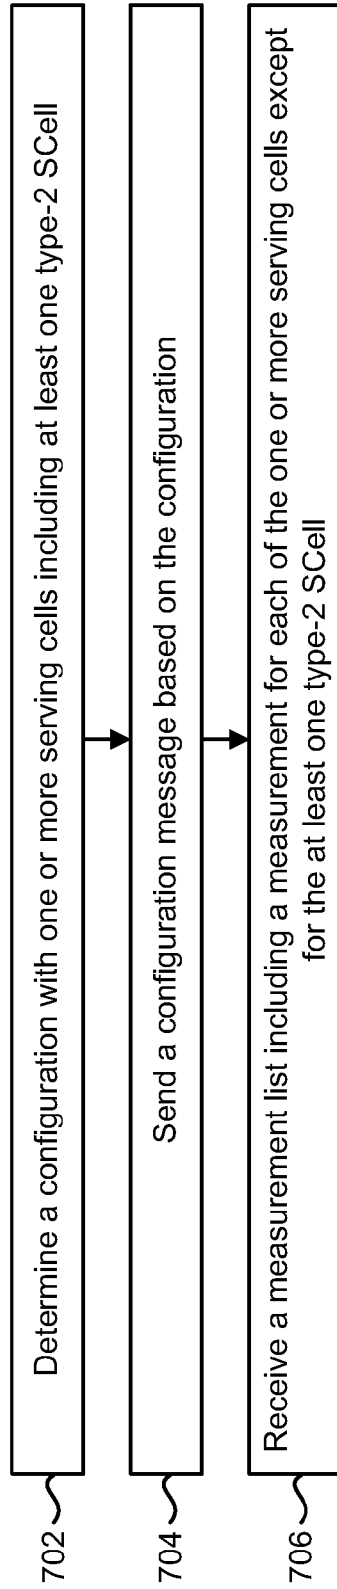 702
Determine a configuration with one or more serving cells including at least one type-2 SCell
704
Send a configuration message based on the configuration
706
Receive a measurement list including a measurement for each of the one or more serving cells except
for the at least one type-2 SCell